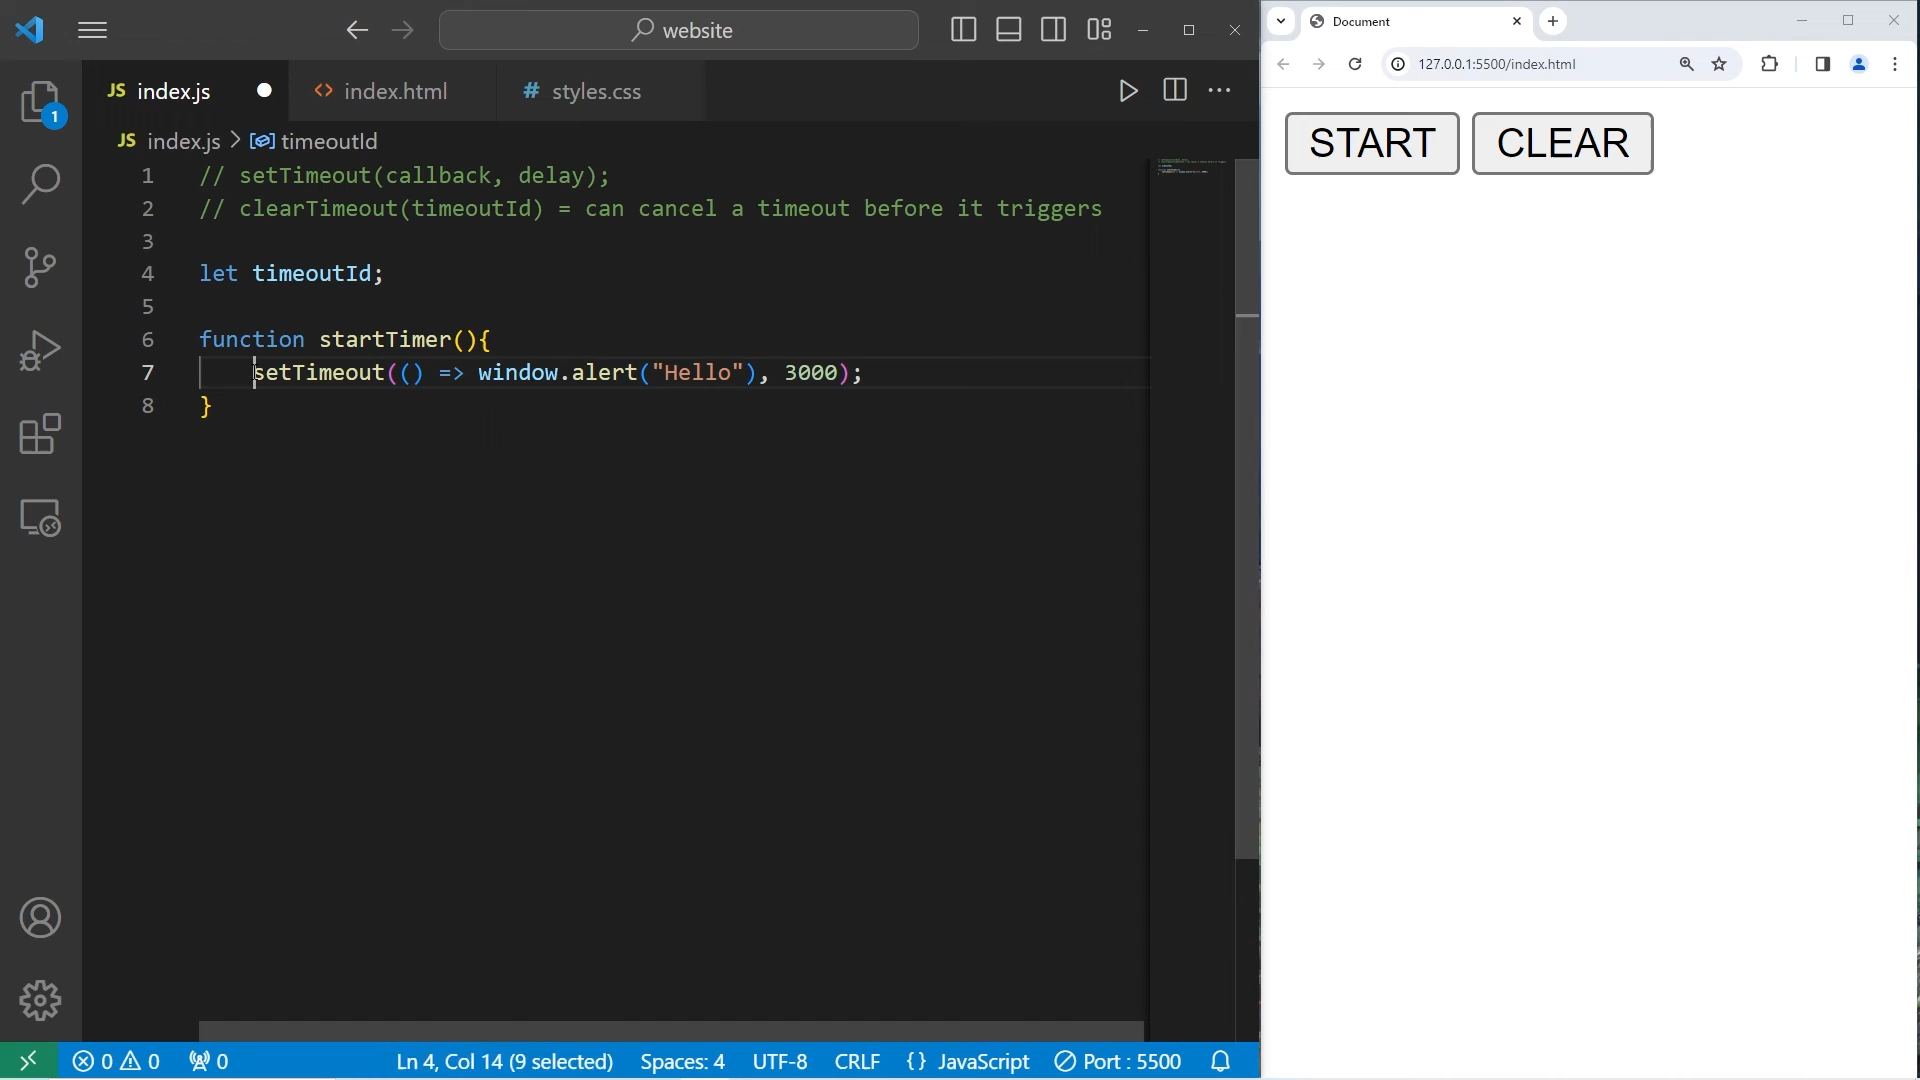 website
JS index.js
<> index.html
# styles.css
1
JS index.js > timeoutId
1 // setTimeout(callback, delay);
2 // clearTimeout(timeoutId) = can cancel a timeout before it triggers
3
4 let timeoutId;
5
6 function startTimer(){
7 setTimeout(() => window.alert("Hello"), 3000);
8 }
0 0 0
Ln 4, Col 14 (9 selected)
Spaces: 4
UTF-8
CRLF
{} JavaScript
Port : 5500
Document
127.0.0.1:5500/index.html
START
CLEAR